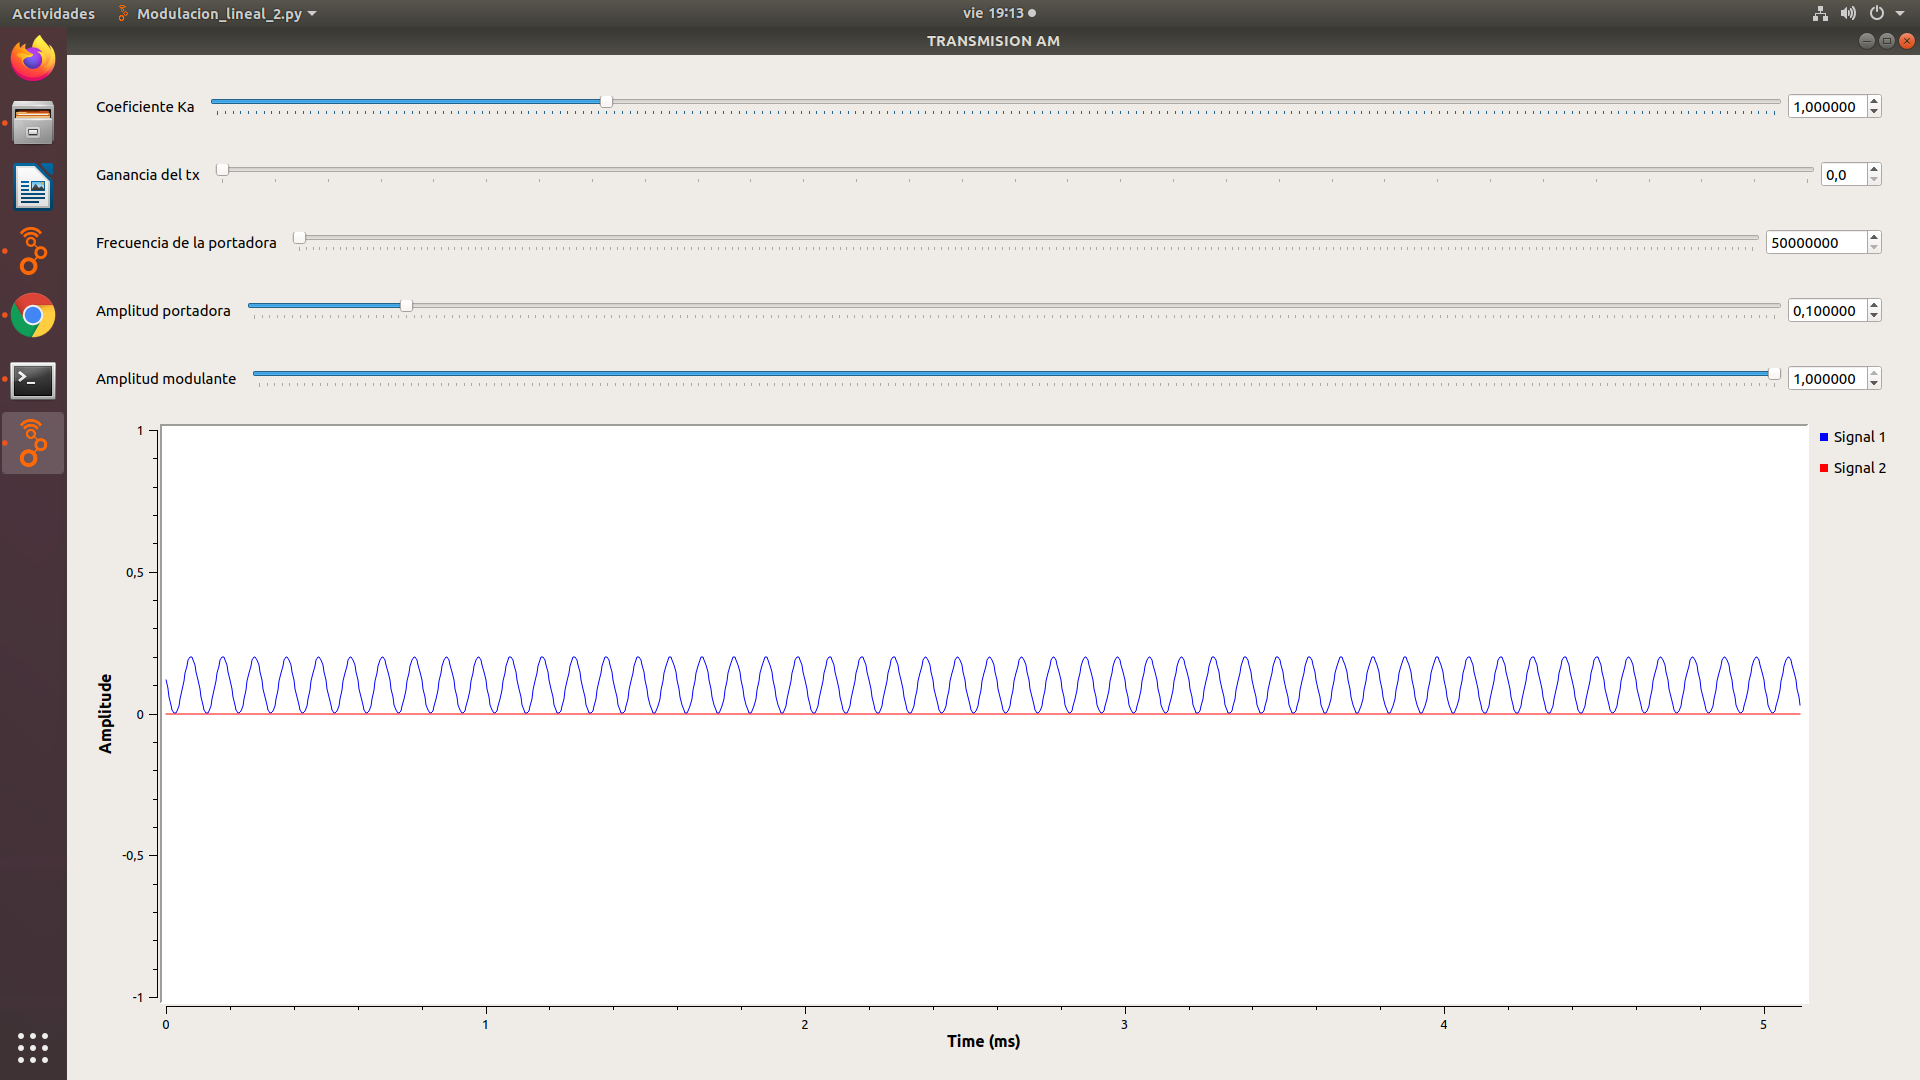 Actividades Modulacion_lineal_2.py vie 19:13
TRANSMISION AM
Coeficiente Ka 1,000000
Ganancia del tx 0,0
Frecuencia de la portadora 50000000
Amplitud portadora 0,100000
Amplitud modulante 1,000000
Signal 1
Signal 2
1
0,5
0
-0,5
-1
Amplitude
0 1 2 3 4 5
Time (ms)